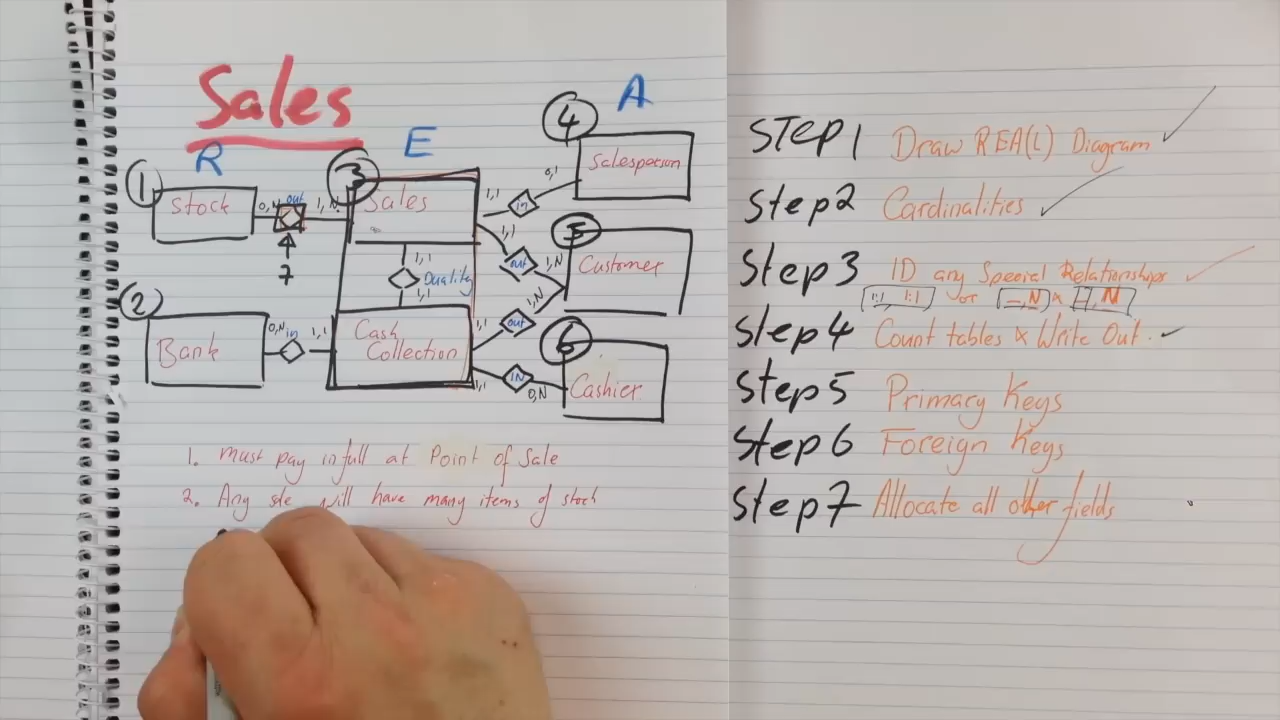 Sales
R E A
1 Stock 0,N out 1,N 3 Sales 1,1 in 0,1 4 Salesperson
7
1,1 Duality 1,1
1,1 out 1,N 5 Customer
2 Bank 0,N in 1,1 Cash Collection 1,1 out 1,N
1,1 IN 0,N 6 Cashier
1. Must pay in full at Point of Sale
2. Any sale will have many items of stock
STEP 1 Draw REA(L) Diagram ✓
Step 2 Cardinalities ✓
Step 3 ID any Special Relationships ✓
1:1 1:1 or —,N × —,N
Step 4 Count tables & Write Out. ✓
Step 5 Primary Keys
Step 6 Foreign Keys
Step 7 Allocate all other fields